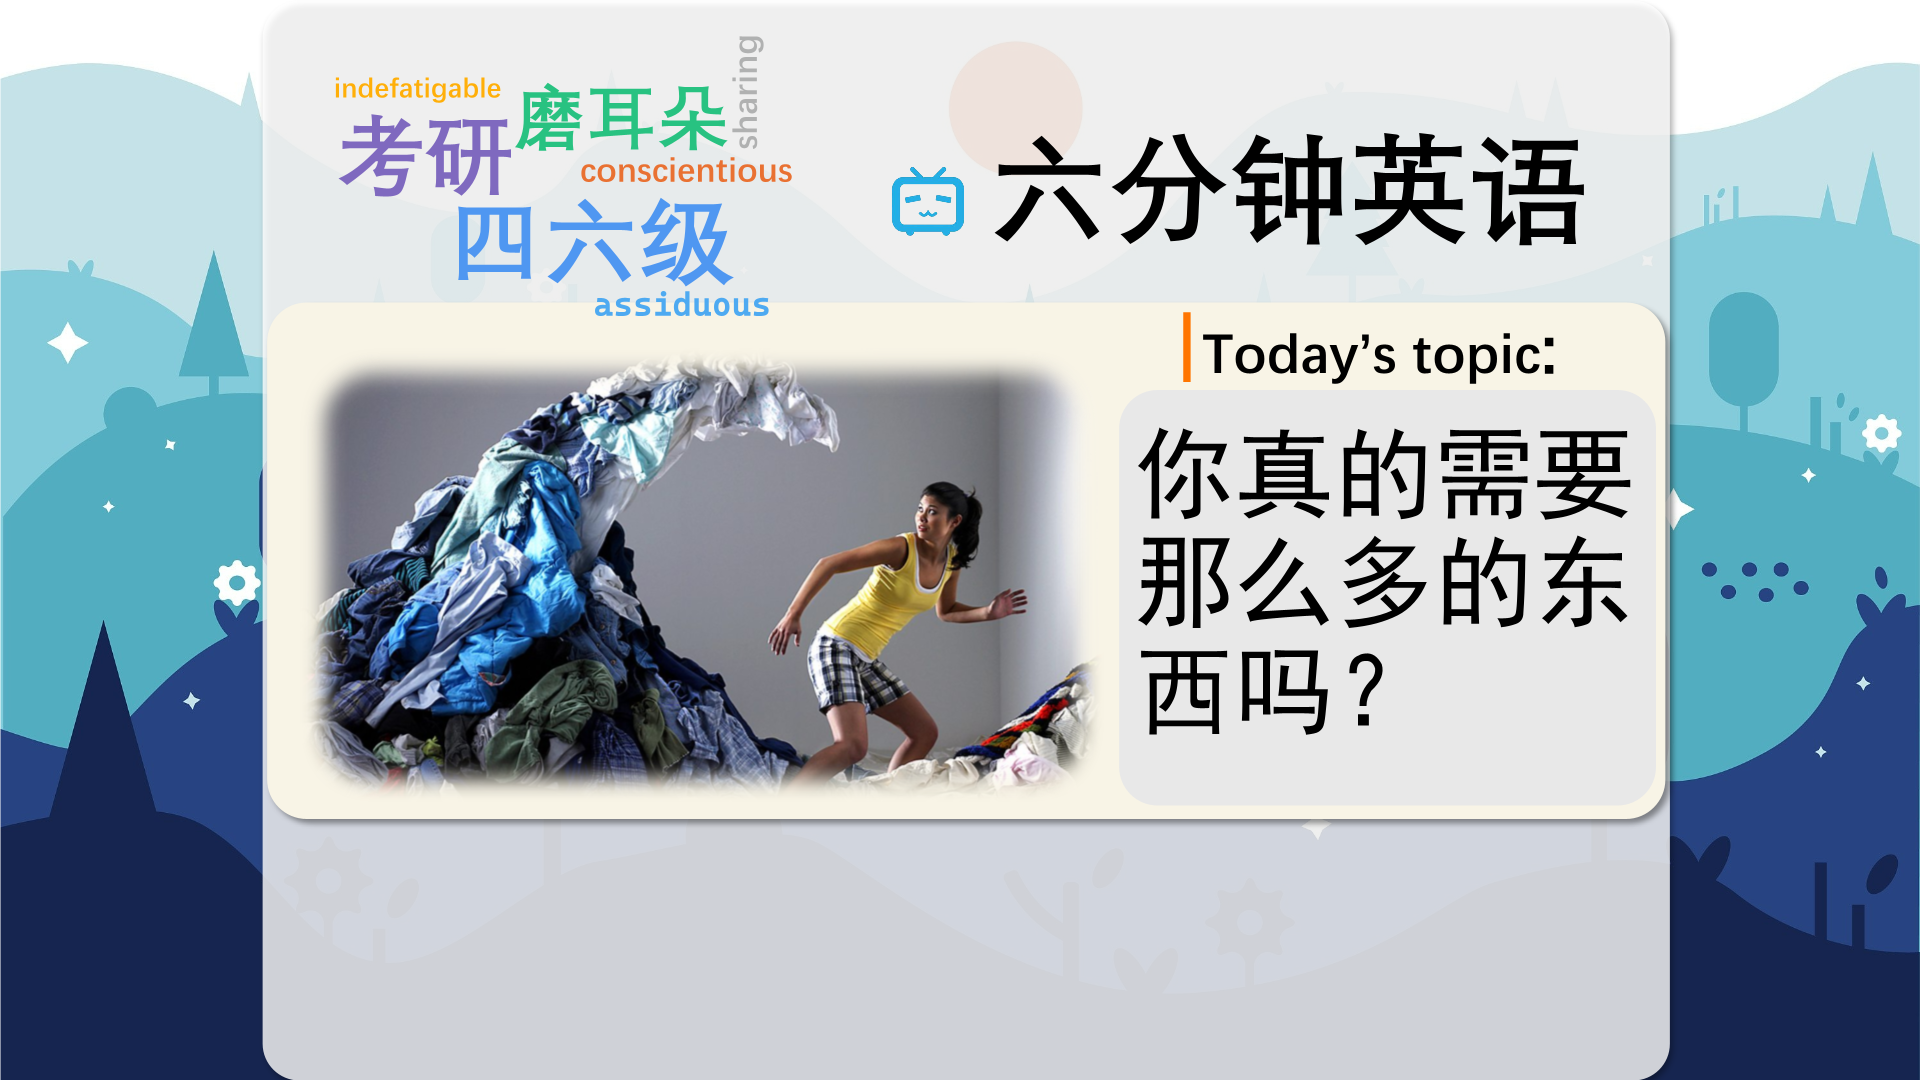 indefatigable
考研
磨耳朵
sharing
conscientious
四六级
assiduous
六分钟英语
Today’s topic:
你真的需要
那么多的东
西吗？